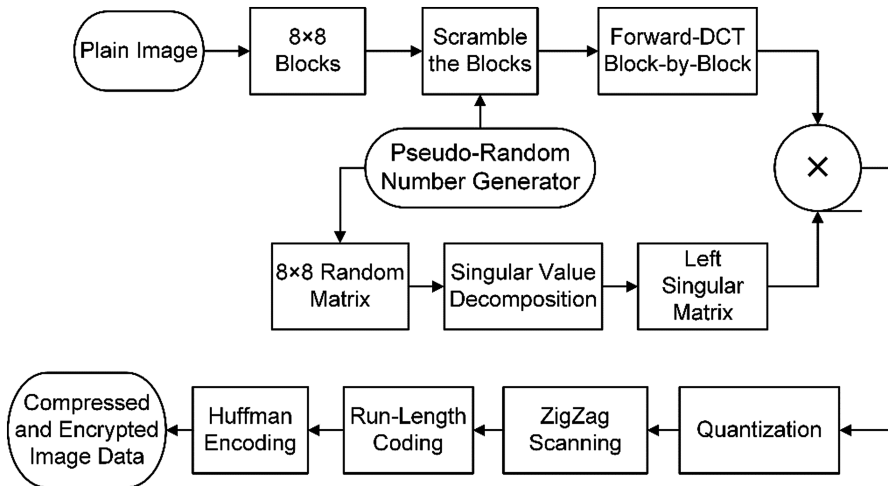 Plain Image
8×8
Blocks
Scramble
the Blocks
Forward-DCT
Block-by-Block
Pseudo-Random
Number Generator
×
8×8 Random
Matrix
Singular Value
Decomposition
Left
Singular
Matrix
Compressed
and Encrypted
Image Data
Huffman
Encoding
Run-Length
Coding
ZigZag
Scanning
Quantization